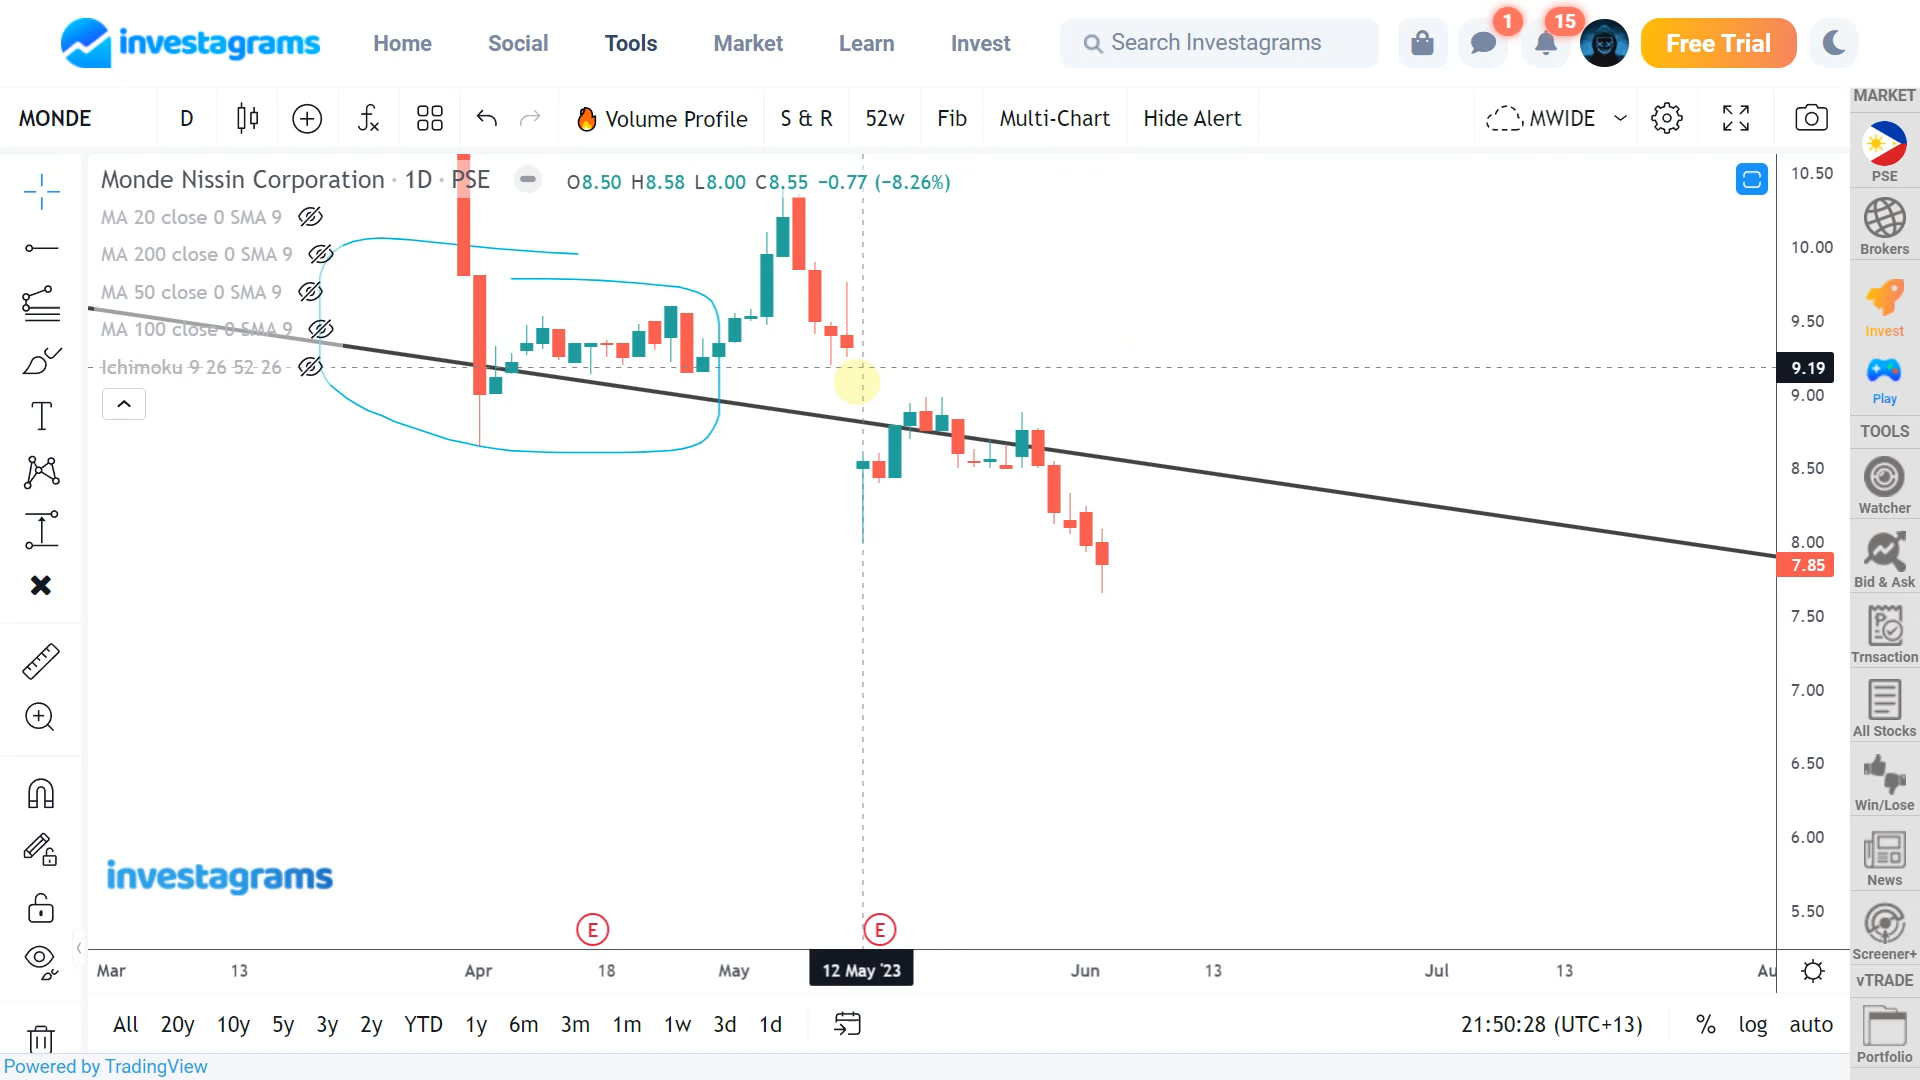 investagrams Home Social Tools Market Learn Invest Search Investagrams 1 15 Free Trial
MONDE D Volume Profile S & R 52w Fib Multi-Chart Hide Alert MWIDE
Monde Nissin Corporation · 1D · PSE O8.50 H8.58 L8.00 C8.55 −0.77 (−8.26%)
MA 20 close 0 SMA 9
MA 200 close 0 SMA 9
MA 50 close 0 SMA 9
MA 100 close 0 SMA 9
Ichimoku 9 26 52 26
10.50
10.00
9.50
9.19
9.00
8.50
8.00
7.85
7.50
7.00
6.50
6.00
5.50
MARKET
PSE
Brokers
Invest
Play
TOOLS
Watcher
Bid & Ask
Trnsaction
All Stocks
Win/Lose
News
Screener+
vTRADE
Portfolio
T
investagrams
E E
Mar 13 Apr 18 May 12 May '23 Jun 13 Jul 13 Au
All 20y 10y 5y 3y 2y YTD 1y 6m 3m 1m 1w 3d 1d 21:50:28 (UTC+13) % log auto
Powered by TradingView